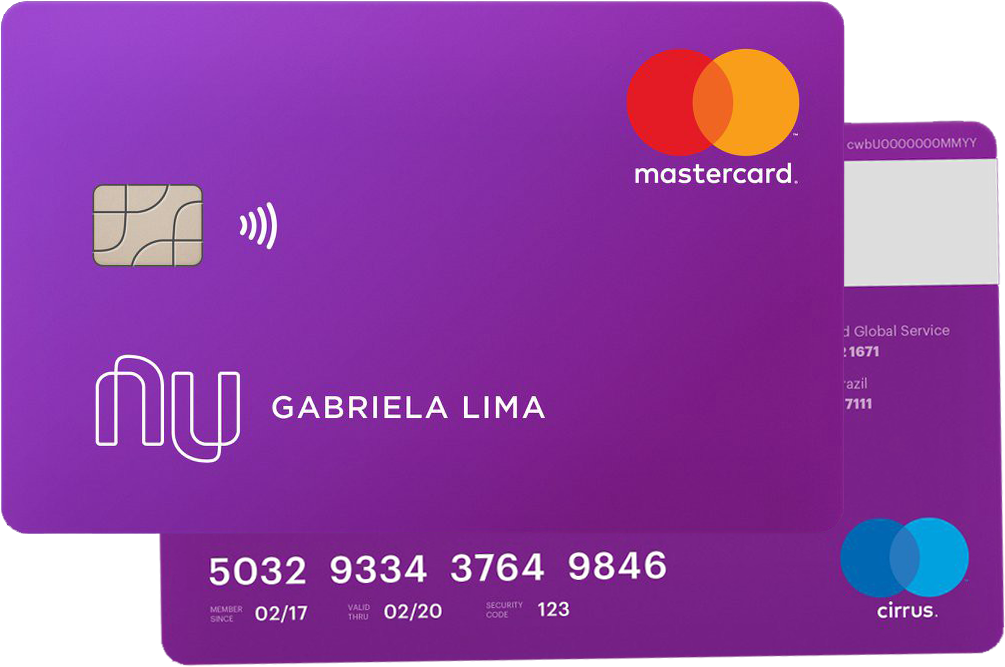 mastercard.
nu
GABRIELA LIMA
cwbU0000000MMYY
d Global Service
2 1671
razil
7111
5032 9334 3764 9846
MEMBER SINCE 02/17 VALID THRU 02/20 SECURITY CODE 123
cirrus.